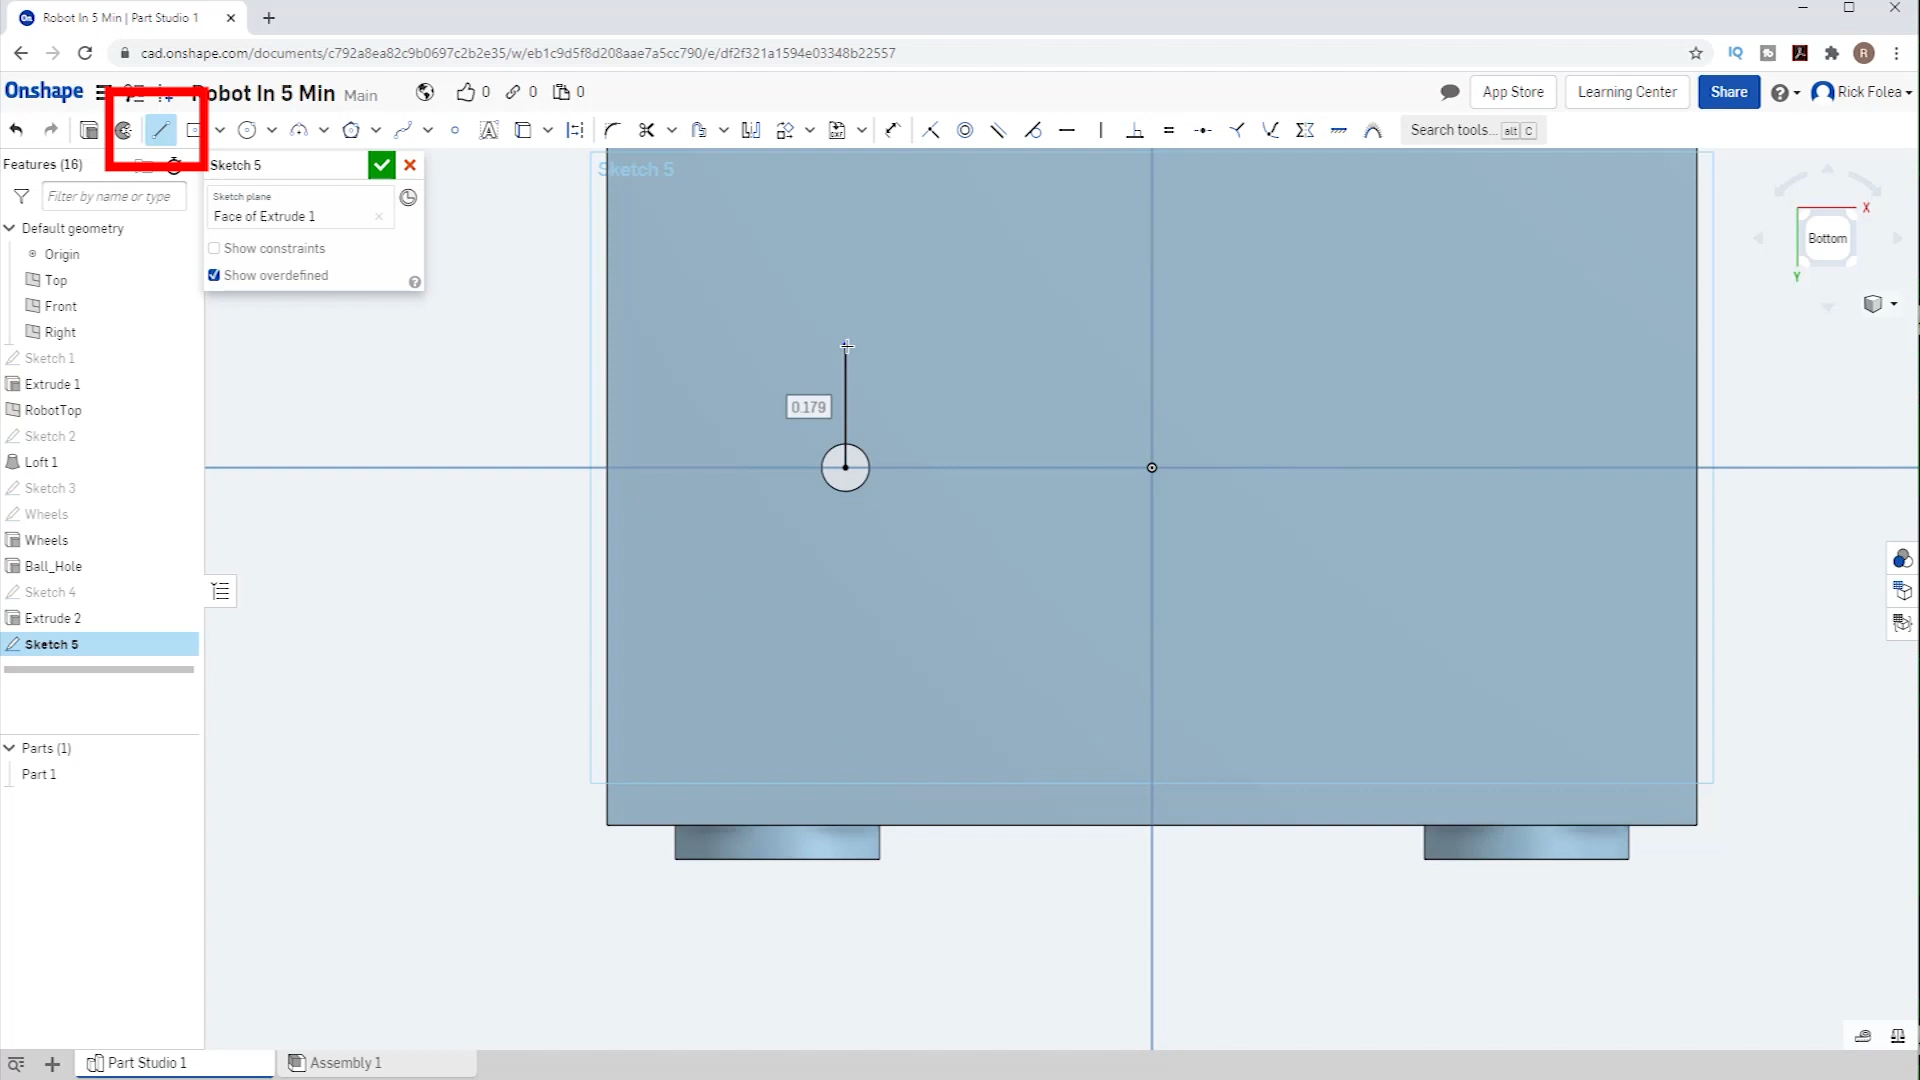 Robot In 5 Min | Part Studio 1
cad.onshape.com/documents/c792a8ea82c9b0697c2b2e35/w/eb1c9d5f8d208aae7a5cc790/e/df2f321a1594e03348b22557
IQ
R
Onshape
Robot In 5 Min Main
0
0
0
App Store
Learning Center
Share
Rick Folea
Search tools... alt C
Features (16)
Filter by name or type
Default geometry
Origin
Top
Front
Right
Sketch 1
Extrude 1
RobotTop
Sketch 2
Loft 1
Sketch 3
Wheels
Wheels
Ball_Hole
Sketch 4
Extrude 2
Sketch 5
Parts (1)
Part 1
Sketch 5
Sketch plane
Face of Extrude 1
Show constraints
Show overdefined
Sketch 5
0.179
X
Bottom
Y
Part Studio 1
Assembly 1